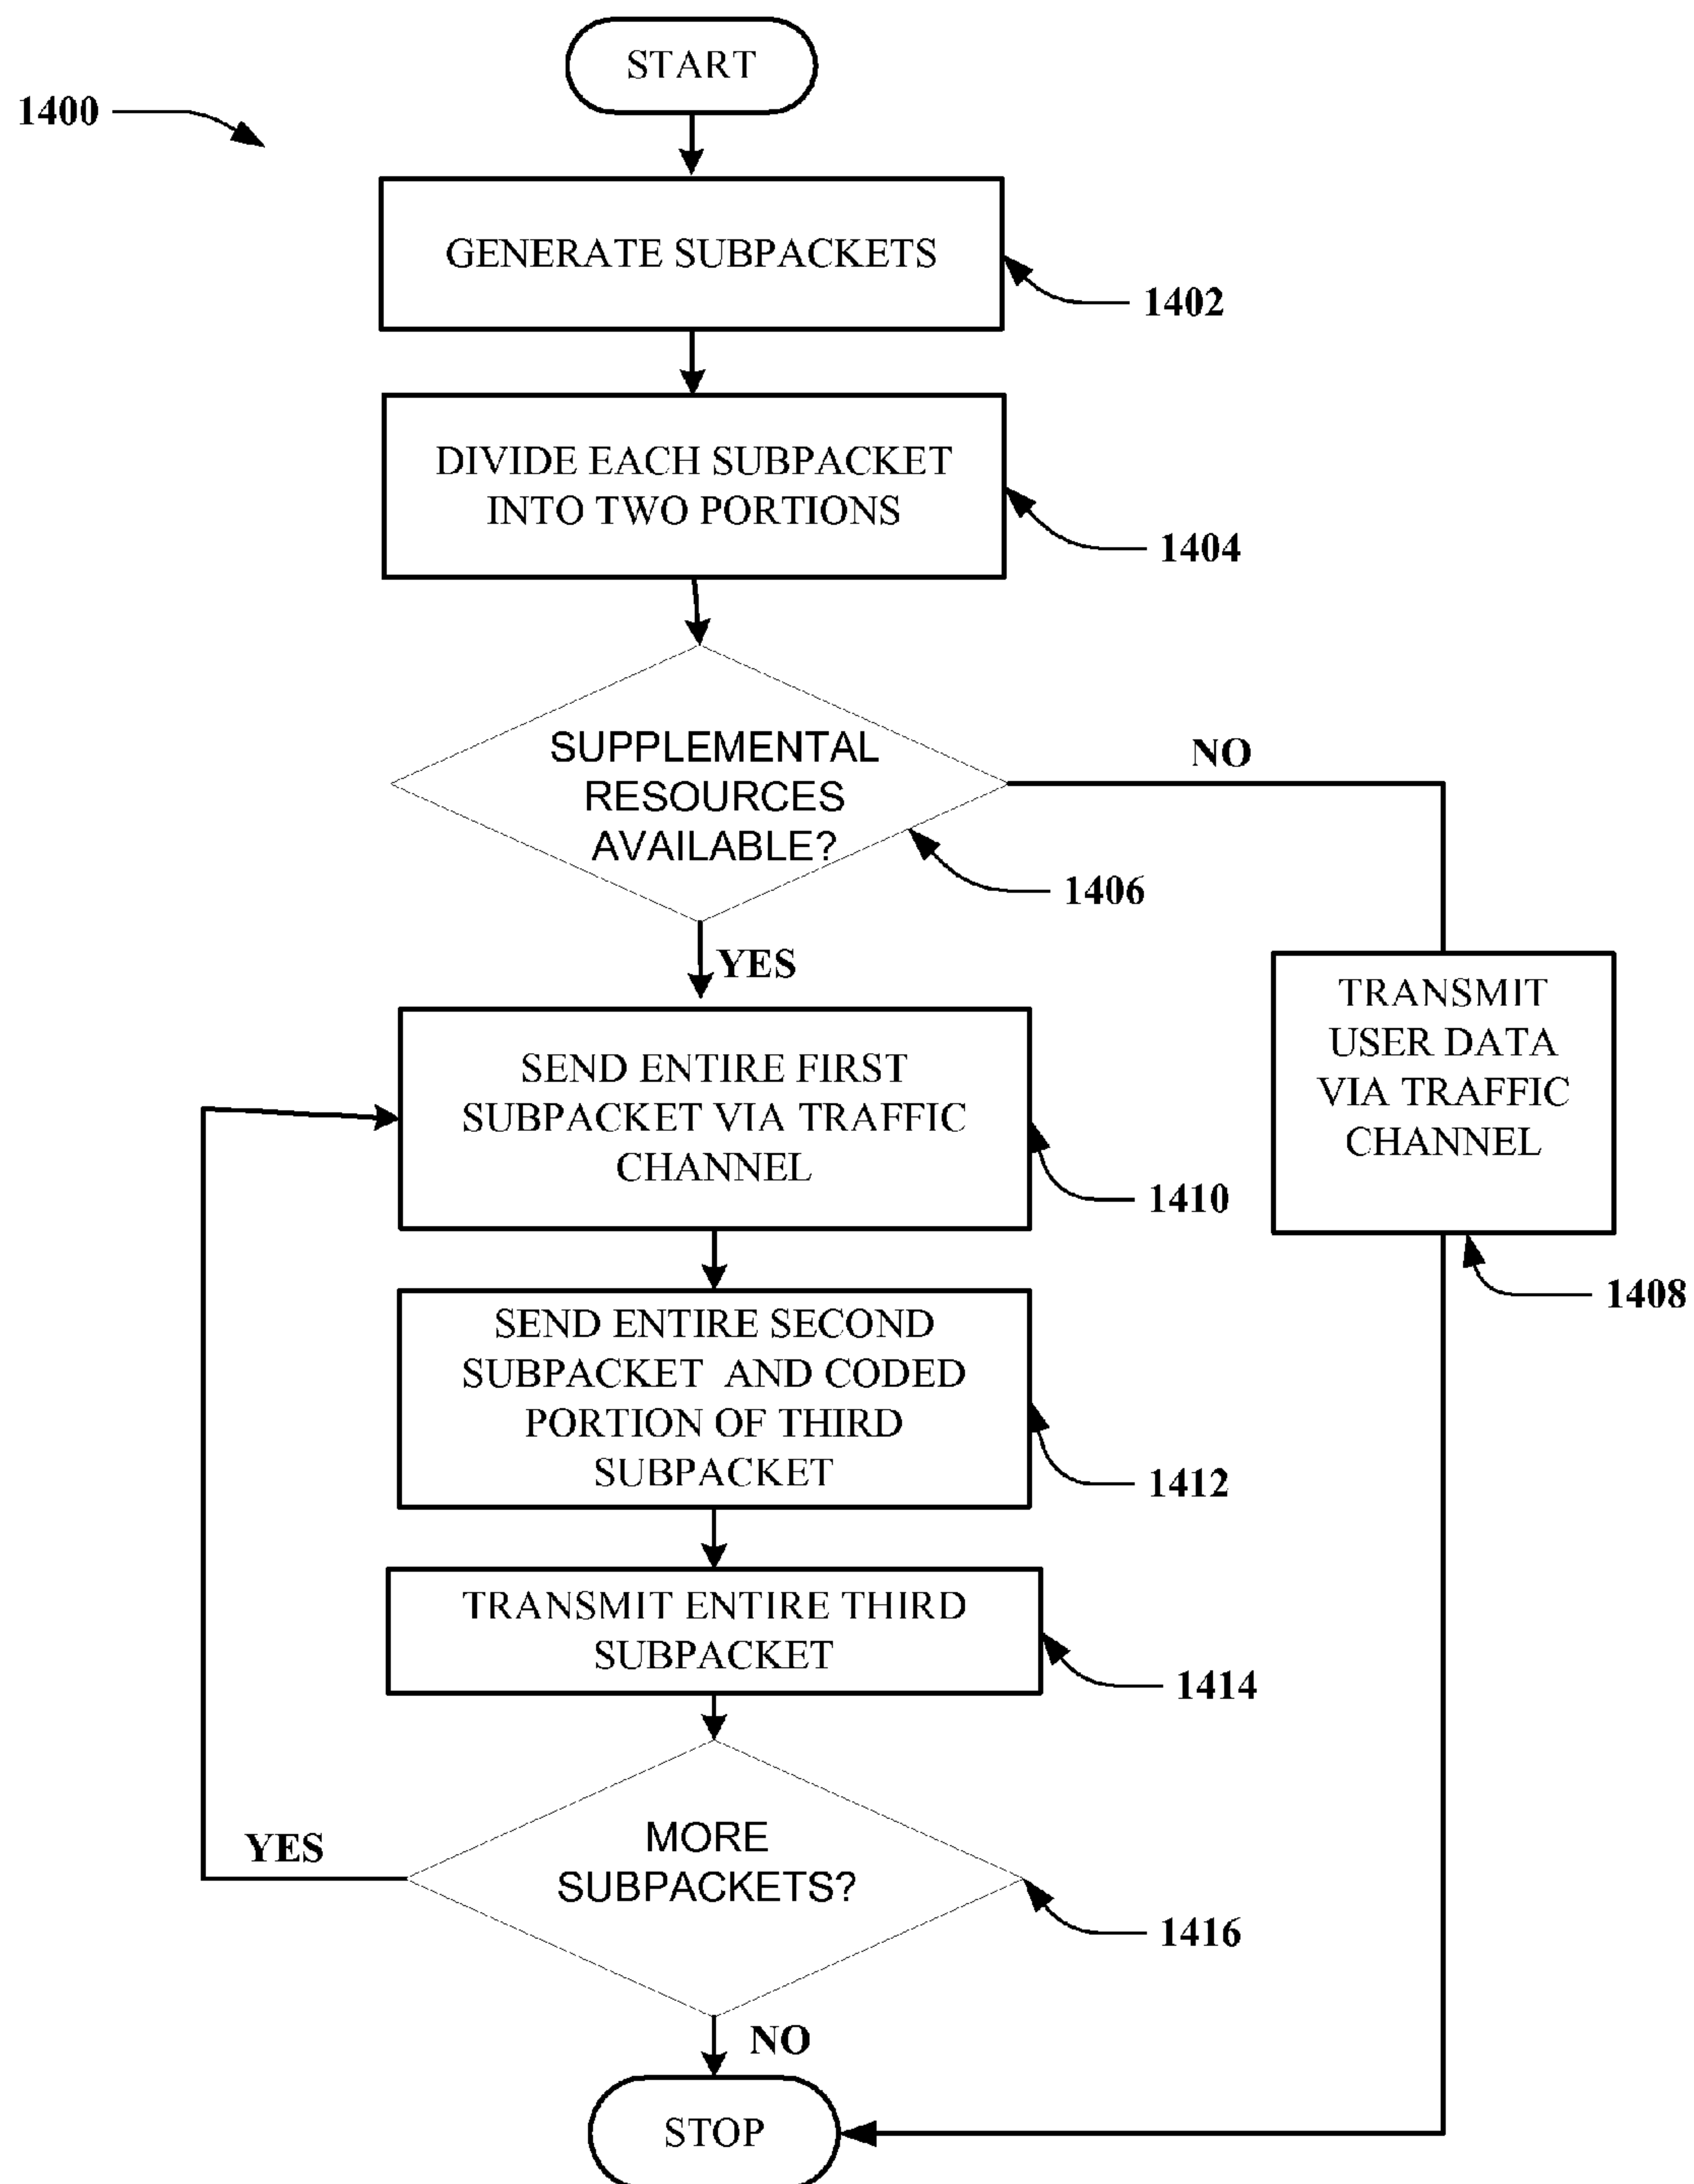 START
1400
GENERATE SUBPACKETS
1402
DIVIDE EACH SUBPACKET
INTO TWO PORTIONS
1404
SUPPLEMENTAL
RESOURCES
AVAILABLE?
NO
1406
YES
TRANSMIT
USER DATA
VIA TRAFFIC
CHANNEL
1408
SEND ENTIRE FIRST
SUBPACKET VIA TRAFFIC
CHANNEL
1410
SEND ENTIRE SECOND
SUBPACKET AND CODED
PORTION OF THIRD
SUBPACKET
1412
TRANSMIT ENTIRE THIRD
SUBPACKET
1414
MORE
SUBPACKETS?
YES
1416
NO
STOP